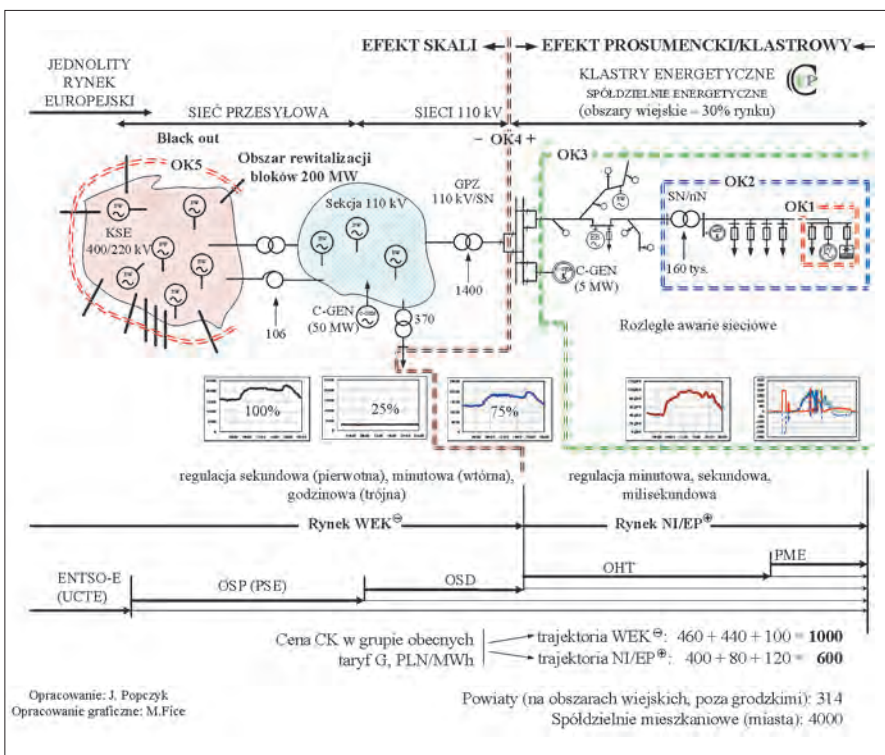 EFEKT SKALI
EFEKT PROSUMENCKI/KLASTROWY
JEDNOLITY
RYNEK
EUROPEJSKI
KLASTRY ENERGETYCZNE
SPÓŁDZIELNIE ENERGETYCZNE
(obszary wiejskie – 30% rynku)
SIEĆ PRZESYŁOWA
SIECI 110 kV
Black out
– OK4 +
OK5
Obszar rewitalizacji
bloków 200 MW
OK3
GPZ
110 kV/SN
OK2
SN/nN
OK1
Sekcja 110 kV
KSE
400/220 kV
C-GEN
(5 MW)
160 tys.
1400
C-GEN
(50 MW)
370
106
Rozległe awarie sieciowe
100%
25%
75%
regulacja sekundowa (pierwotna), minutowa (wtórna),
godzinowa (trójna)
regulacja minutowa, sekundowa,
milisekundowa
Rynek WEK⊖
Rynek NI/EP⊕
PME
ENTSO-E
(UCTE)
OSP (PSE)
OSD
OHT
Cena CK w grupie obecnych
taryf G, PLN/MWh
trajektoria WEK⊖: 460 + 440 + 100 = 1000
trajektoria NI/EP⊕: 400 + 80 + 120 = 600
Opracowanie: J. Popczyk
Opracowanie graficzne: M.Fice
Powiaty (na obszarach wiejskich, poza grodzkimi): 314
Spółdzielnie mieszkaniowe (miasta): 4000